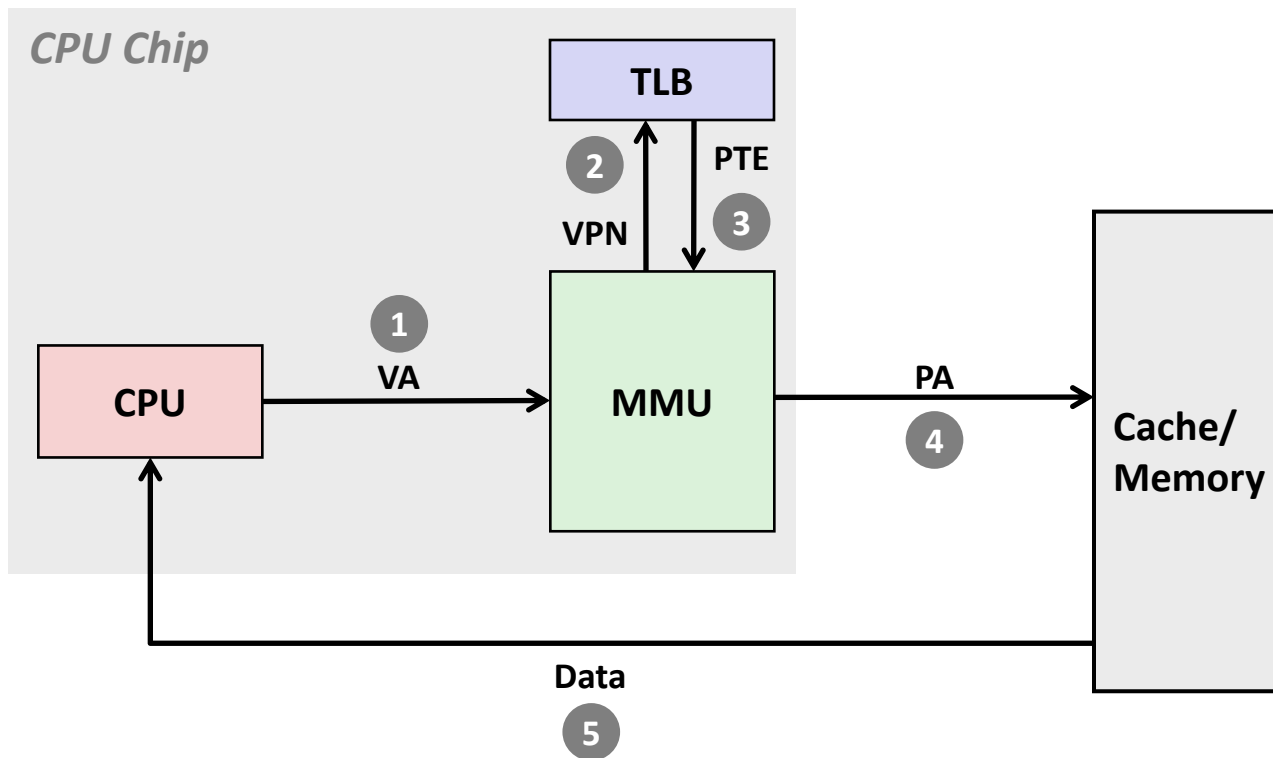 CPU Chip
TLB
2
PTE
VPN
3
1
VA
CPU
MMU
PA
4
Cache/
Memory
Data
5